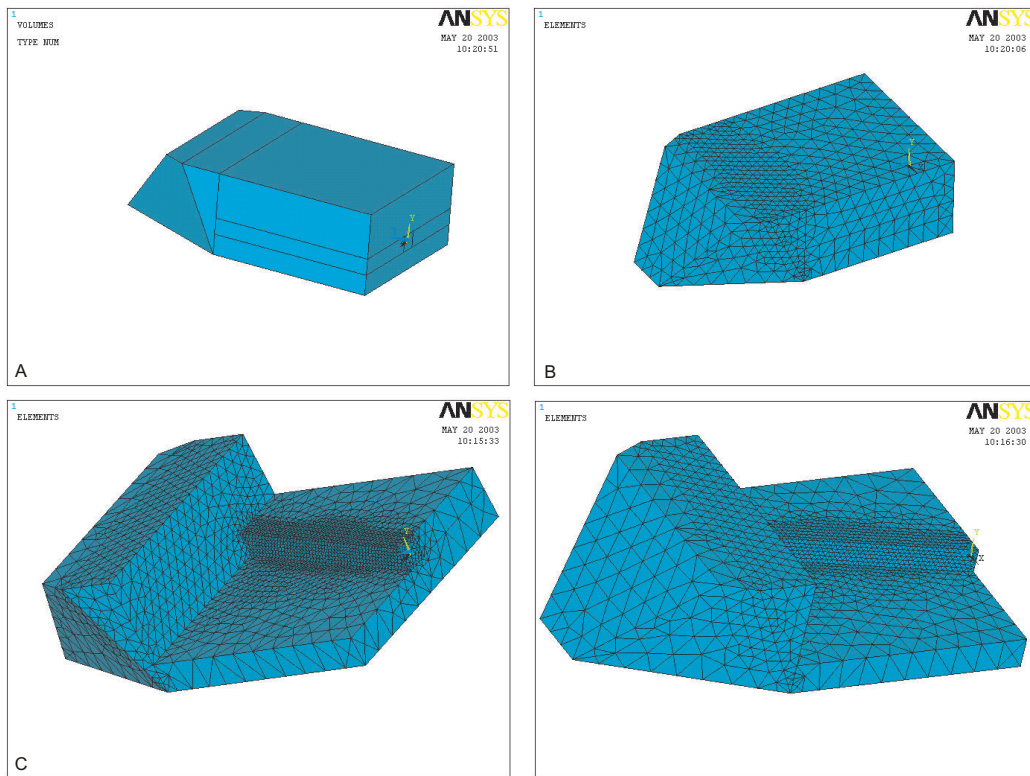 1
VOLUMES
TYPE NUM
ANSYS
MAY 20 2003
10:20:51
Y
A
1
ELEMENTS
ANSYS
MAY 20 2003
10:20:06
Y
B
1
ELEMENTS
ANSYS
MAY 20 2003
10:15:33
Y
C
1
ELEMENTS
ANSYS
MAY 20 2003
10:16:30
Y
X